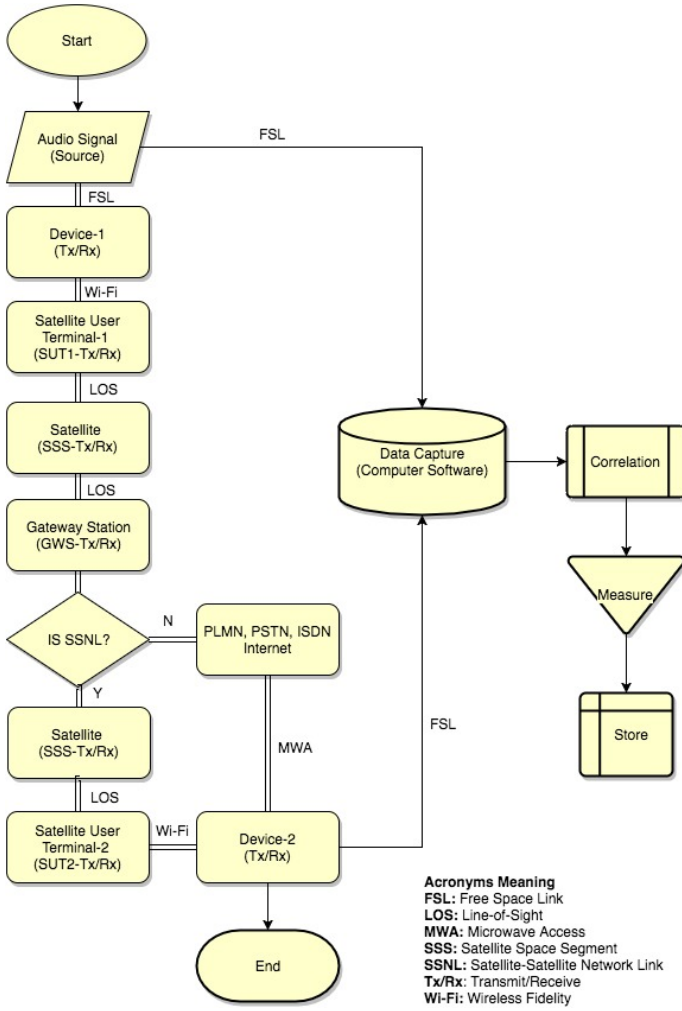 Start
Audio Signal
(Source)
FSL
FSL
Device-1
(Tx/Rx)
Wi-Fi
Satellite User
Terminal-1
(SUT1-Tx/Rx)
LOS
Satellite
(SSS-Tx/Rx)
LOS
Gateway Station
(GWS-Tx/Rx)
IS SSNL?
N
PLMN, PSTN, ISDN
Internet
Y
Satellite
(SSS-Tx/Rx)
MWA
LOS
Satellite User
Terminal-2
(SUT2-Tx/Rx)
Wi-Fi
Device-2
(Tx/Rx)
End
FSL
Data Capture
(Computer Software)
Correlation
Measure
Store
Acronyms Meaning
FSL: Free Space Link
LOS: Line-of-Sight
MWA: Microwave Access
SSS: Satellite Space Segment
SSNL: Satellite-Satellite Network Link
Tx/Rx: Transmit/Receive
Wi-Fi: Wireless Fidelity